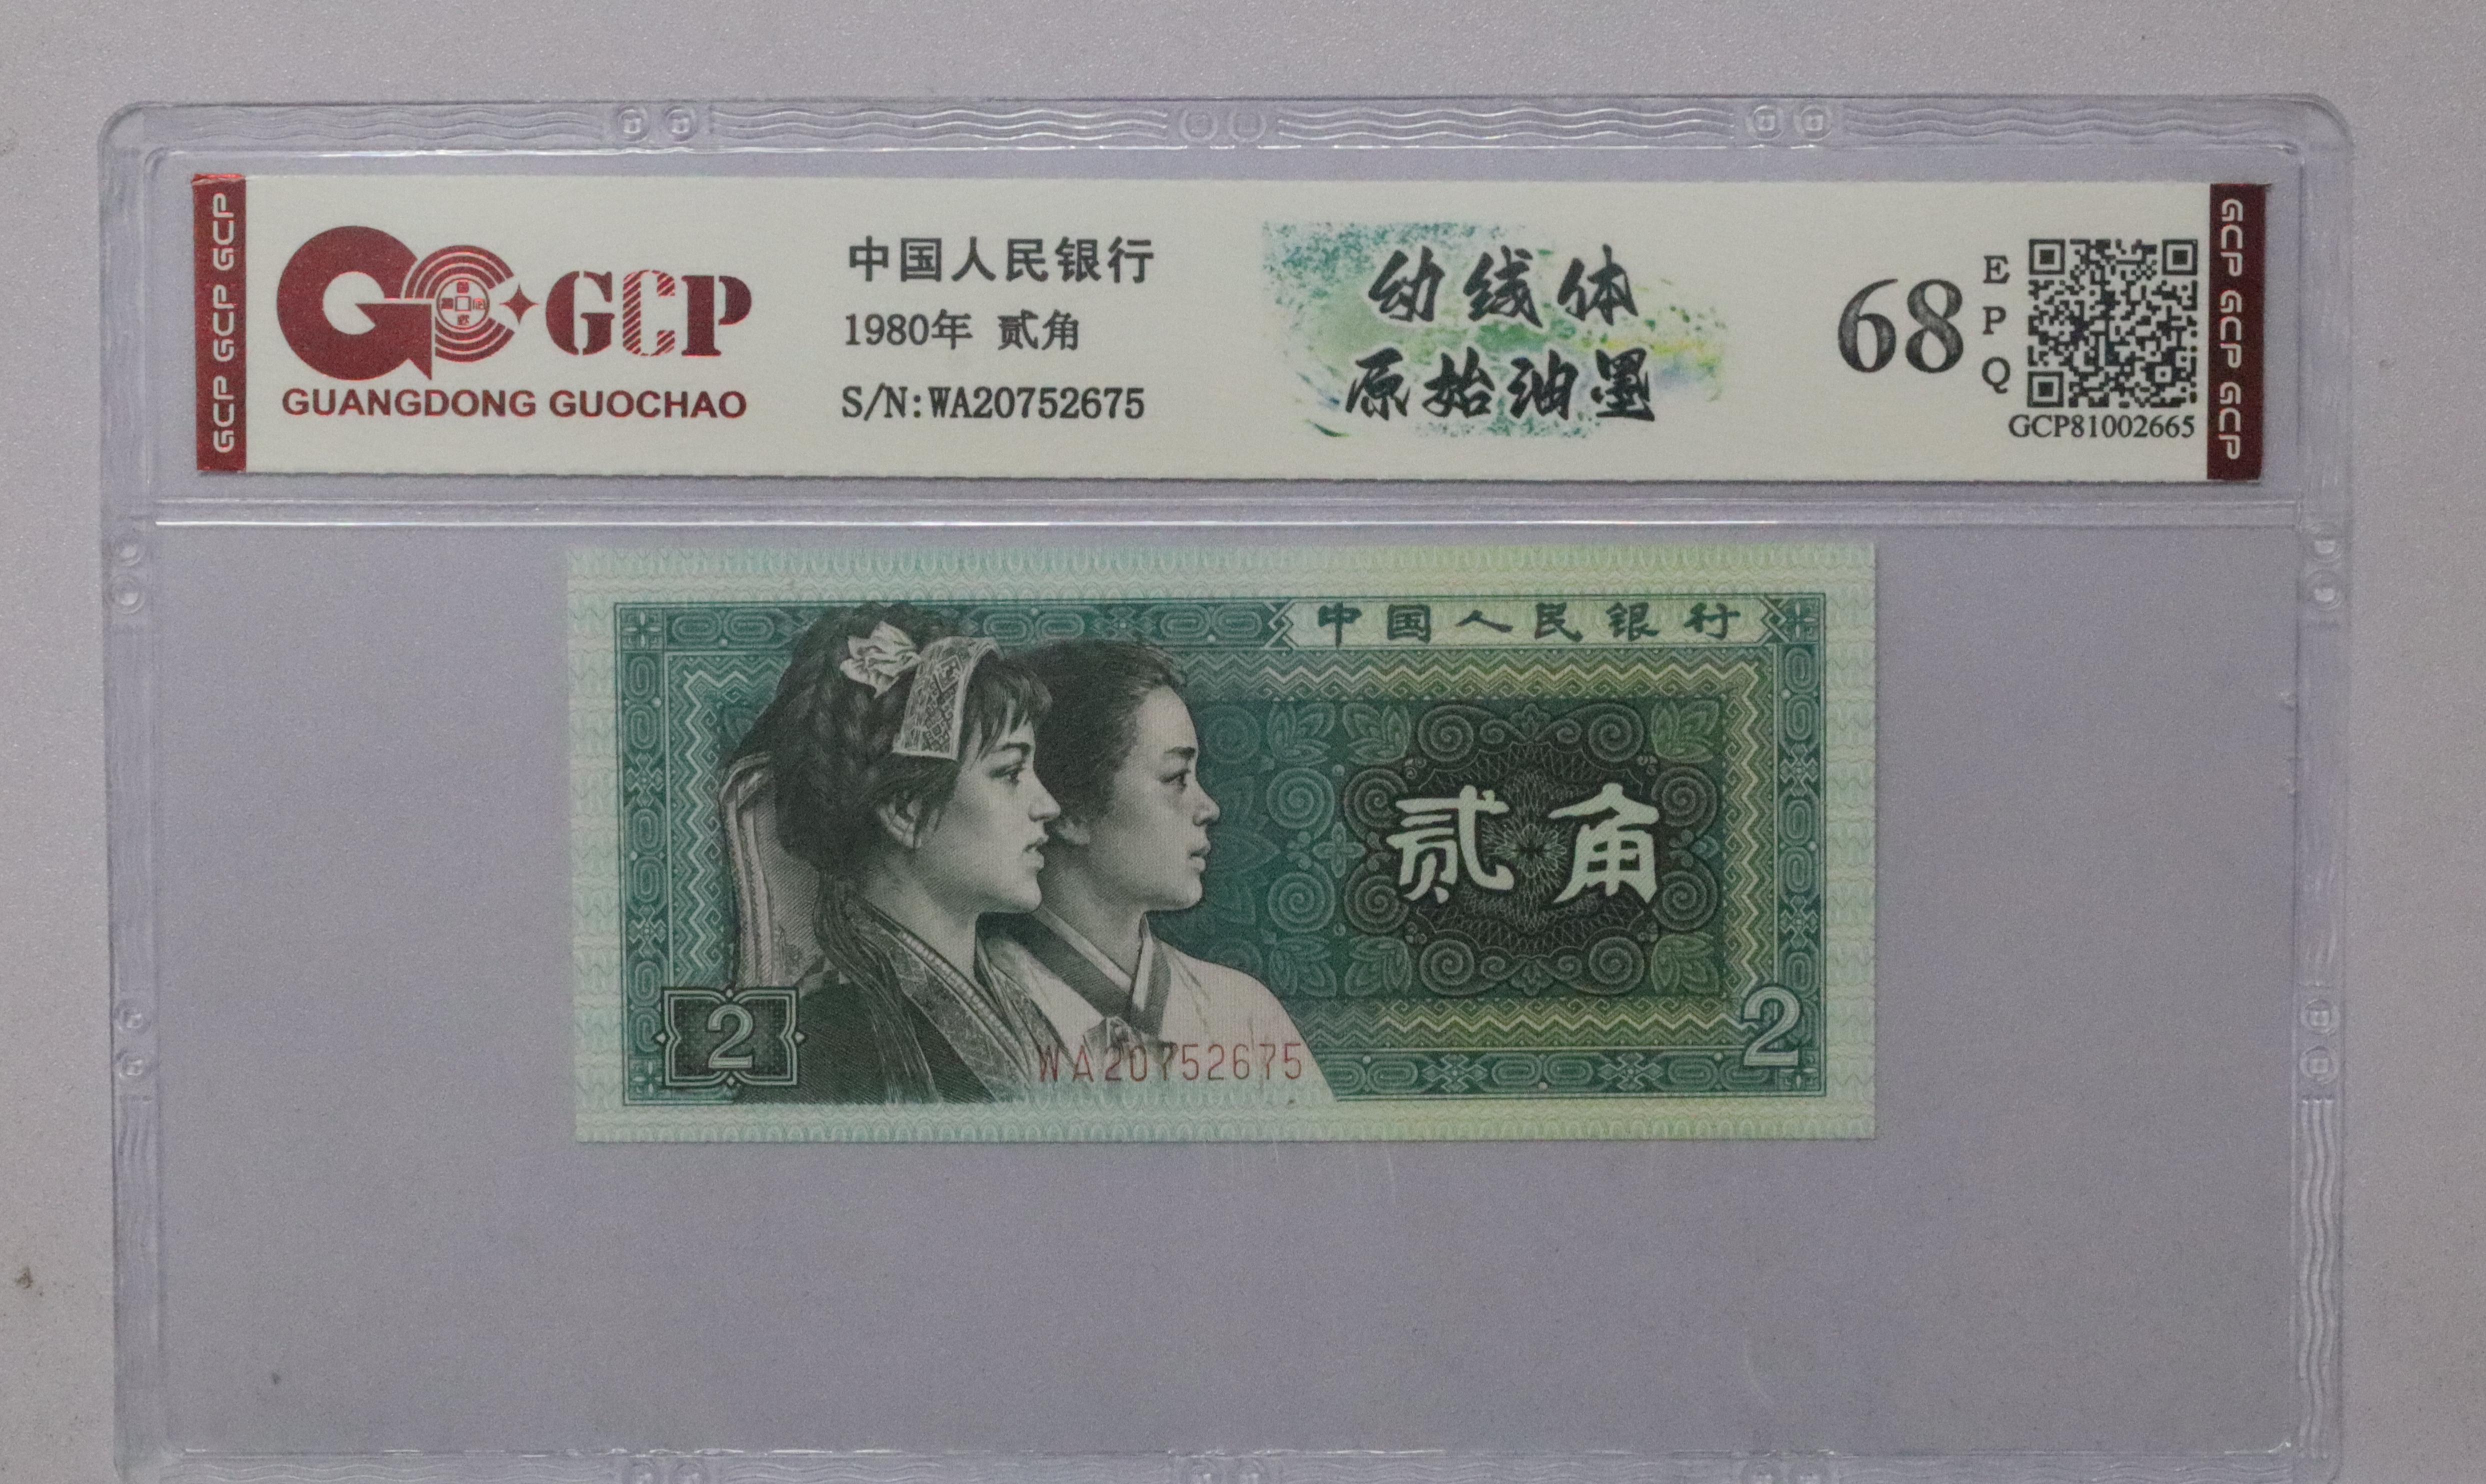 GCP GCP GCP
GCP
GUANGDONG GUOCHAO
中国人民银行
1980年 贰角
S/N:WA20752675
幼线体
原始油墨
68
EPQ
GCP81002665
GCP GCP GCP
中国人民银行
贰角
2
WA20752675
2